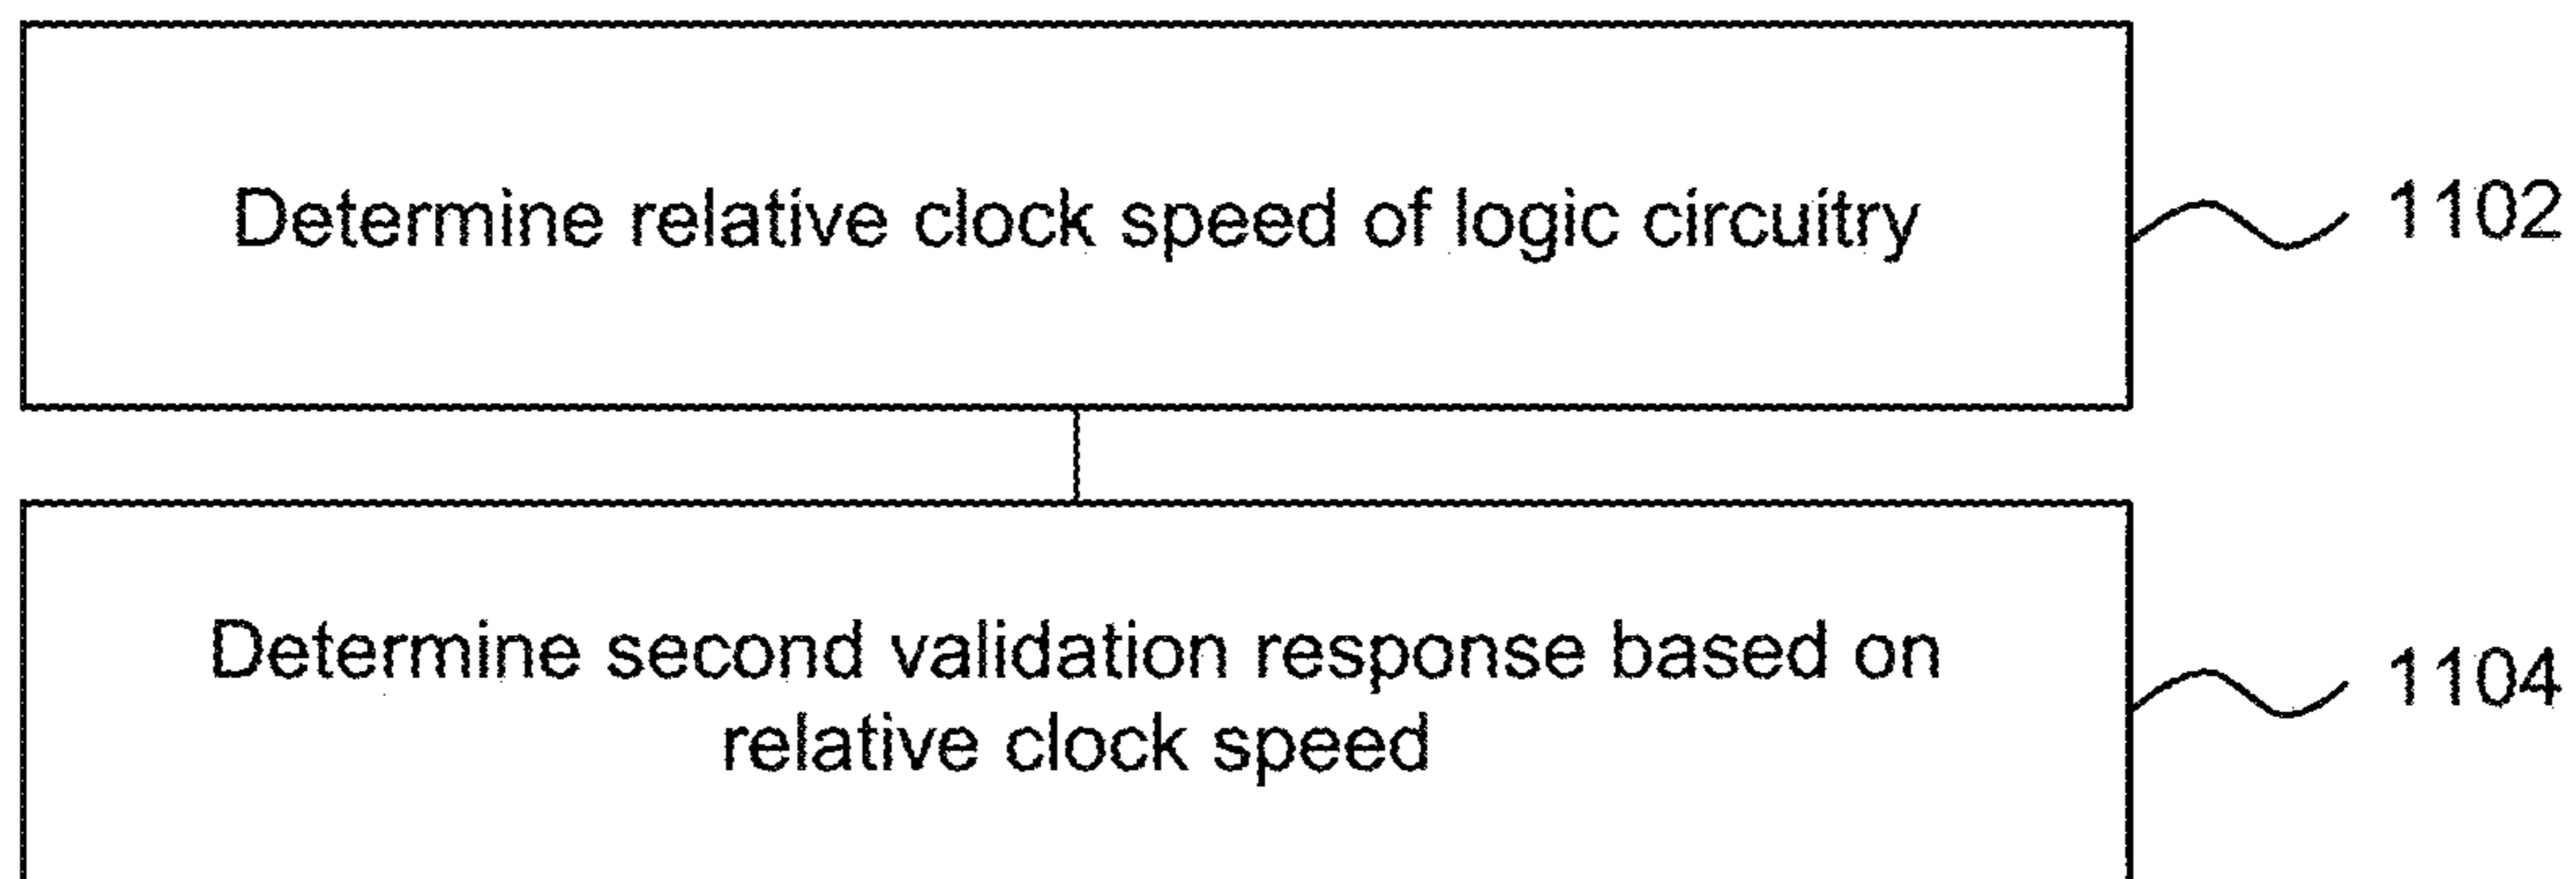 Determine relative clock speed of logic circuitry
1102
Determine second validation response based on
relative clock speed
1104